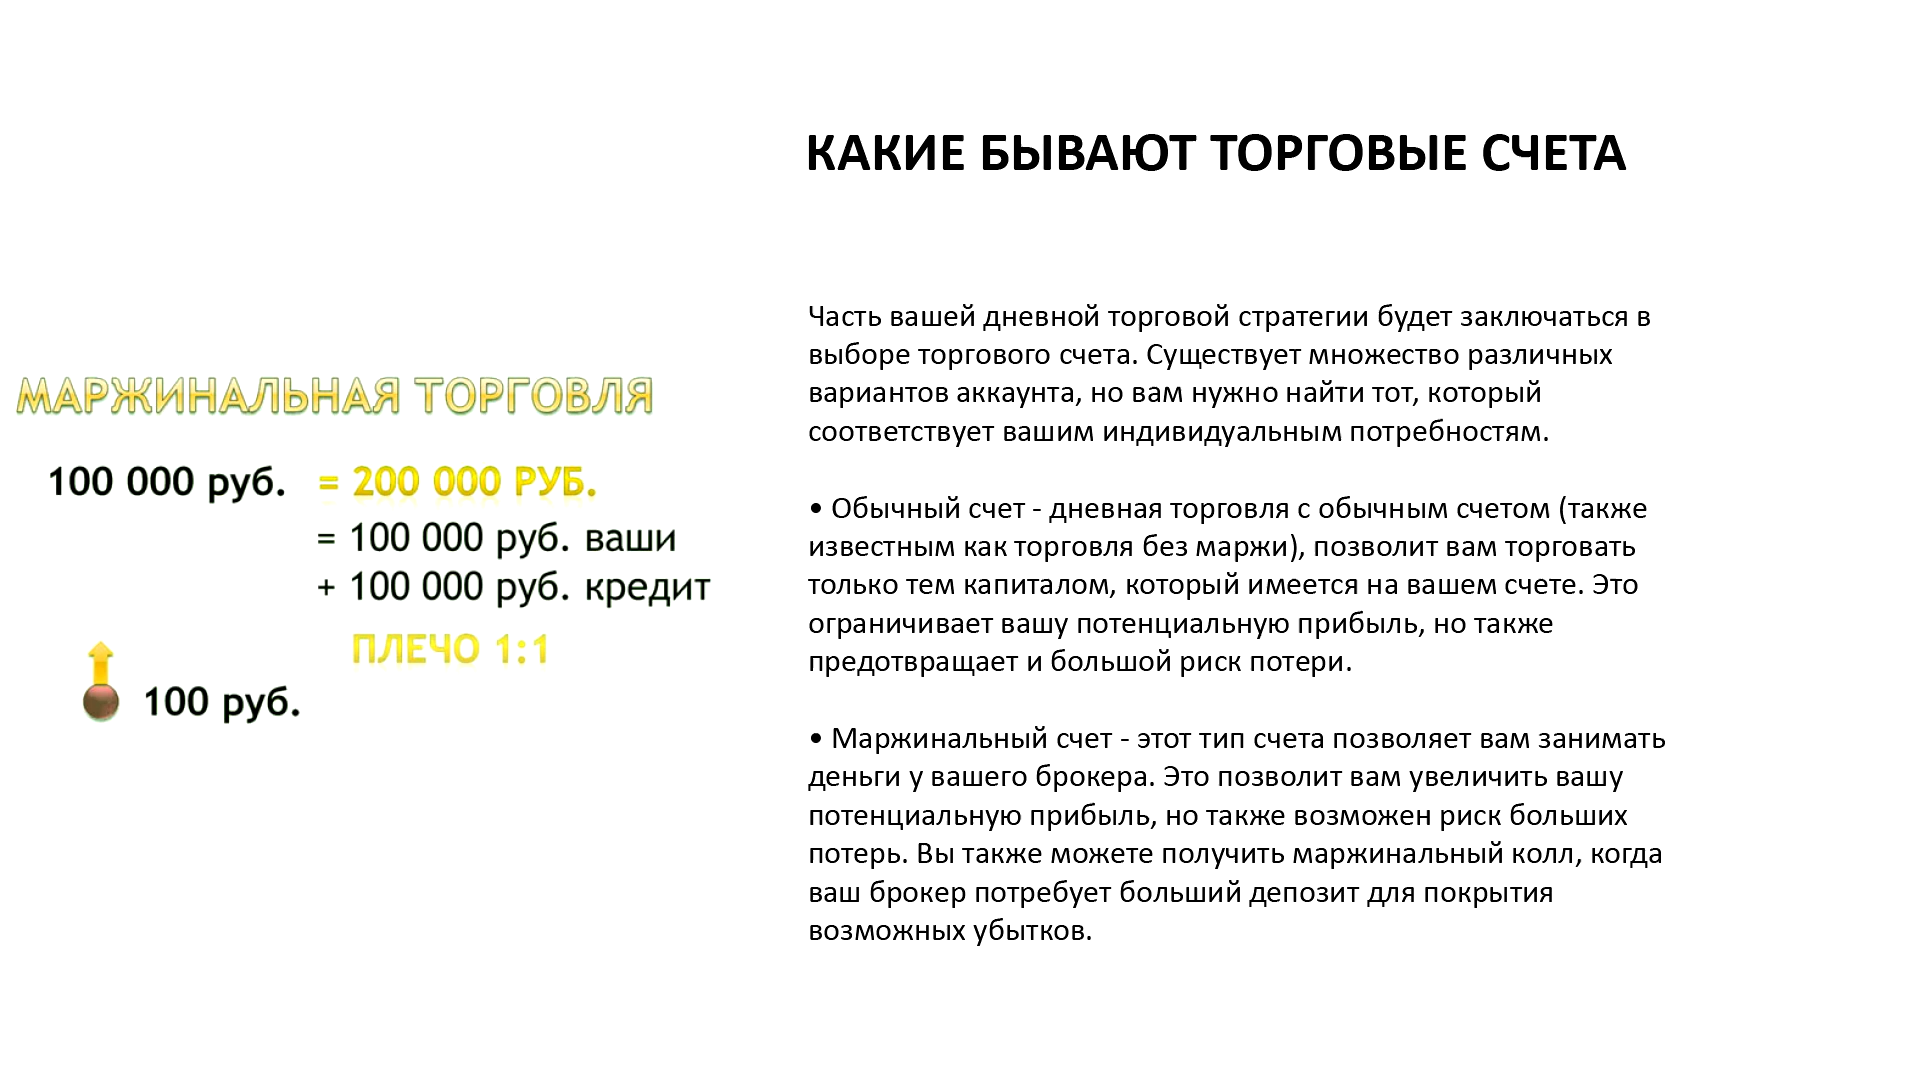 КАКИЕ БЫВАЮТ ТОРГОВЫЕ СЧЕТА
МАРЖИНАЛЬНАЯ ТОРГОВЛЯ
100 000 руб. = 200 000 РУБ.
= 100 000 руб. ваши
+ 100 000 руб. кредит
ПЛЕЧО 1:1
100 руб.
Часть вашей дневной торговой стратегии будет заключаться в
выборе торгового счета. Существует множество различных
вариантов аккаунта, но вам нужно найти тот, который
соответствует вашим индивидуальным потребностям.
• Обычный счет - дневная торговля с обычным счетом (также
известным как торговля без маржи), позволит вам торговать
только тем капиталом, который имеется на вашем счете. Это
ограничивает вашу потенциальную прибыль, но также
предотвращает и большой риск потери.
• Маржинальный счет - этот тип счета позволяет вам занимать
деньги у вашего брокера. Это позволит вам увеличить вашу
потенциальную прибыль, но также возможен риск больших
потерь. Вы также можете получить маржинальный колл, когда
ваш брокер потребует больший депозит для покрытия
возможных убытков.